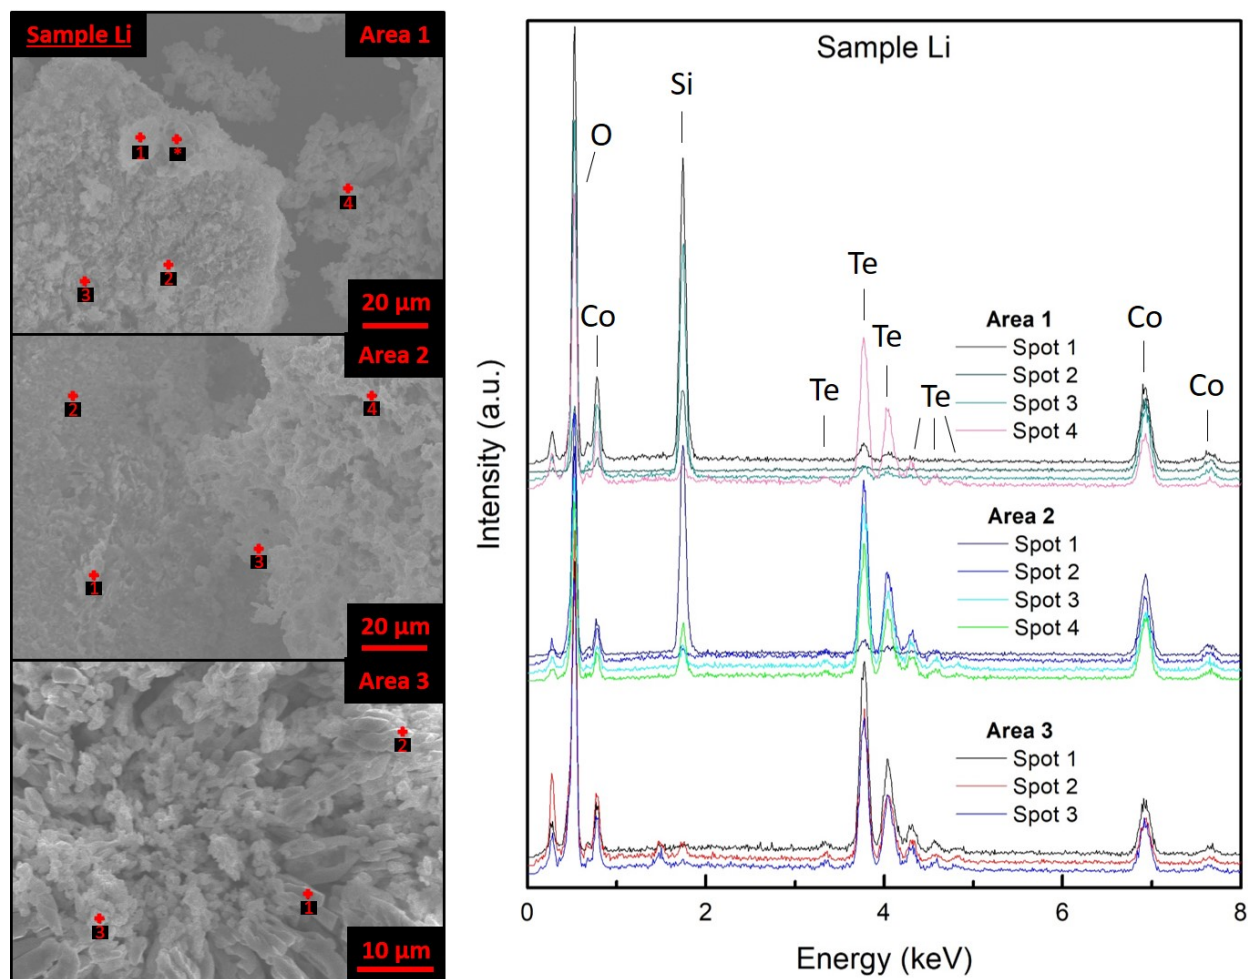 Sample Li
Area 1
1
*
4
2
3
20 µm
Area 2
2
4
3
1
20 µm
Area 3
2
1
3
10 µm
Sample Li
Si
O
Co
Te
Te
Te
Te
Co
Co
Area 1
Spot 1
Spot 2
Spot 3
Spot 4
Area 2
Spot 1
Spot 2
Spot 3
Spot 4
Area 3
Spot 1
Spot 2
Spot 3
Intensity (a.u.)
0
2
4
6
8
Energy (keV)